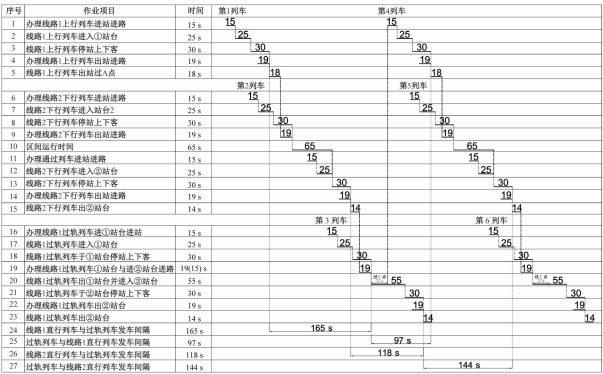 序号 作业项目 时间 第1列车 第4列车
1 办理线路1上行列车进站进路 15 s 15 15
2 线路1上行列车进入①站台 25 s 25 25
3 线路1上行列车停站上下客 30 s 30 30
4 办理线路1上行列车出站进路 19 s 19 19
5 线路1上行列车出站过A点 18 s 18 18
第2列车 第5列车
6 办理线路2下行列车进站进路 15 s 15 15
7 线路2下行列车进入站台2 25 s 25 25
8 线路2下行列车停站上下客 30 s 30 30
9 办理线路2下行列车出站进路 19 s 19 19
10 区间运行时间 65 s 65 65
11 办理通过列车进站进路 15 s 15 15
12 线路2下行列车进入②站台 25 s 25 25
13 线路2下行列车停站上下客 30 s 30 30
14 办理线路2下行列车出站进路 19 s 19 19
15 线路2下行列车出②站台 14 s 14 14
第 3 列车 第 6 列车
16 办理线路1过轨列车进①站台进站 15 s 15 15
17 线路1过轨列车进入①站台 25 s 25 25
18 线路1过轨列车于①站台停站上下客 30 s 30 30
19 办理线路1过轨列车①站台与进②站台进路 19(15) s 19 19
20 线路1过轨列车出①站台并进入②站台 55 s 55 55
21 线路1过轨列车于②站台停站上下客 30 s 30 30
22 办理线路1过轨列车出②站台 19 s 19 19
23 线路1过轨列车出②站台 14 s 14 14
24 线路1直行列车与过轨列车发车间隔 165 s 165 s
25 过轨列车与线路1直行列车发车间隔 97 s 97 s
26 线路2直行列车与过轨列车发车间隔 118 s 118 s
27 过轨列车与线路2直行列车发车间隔 144 s 144 s